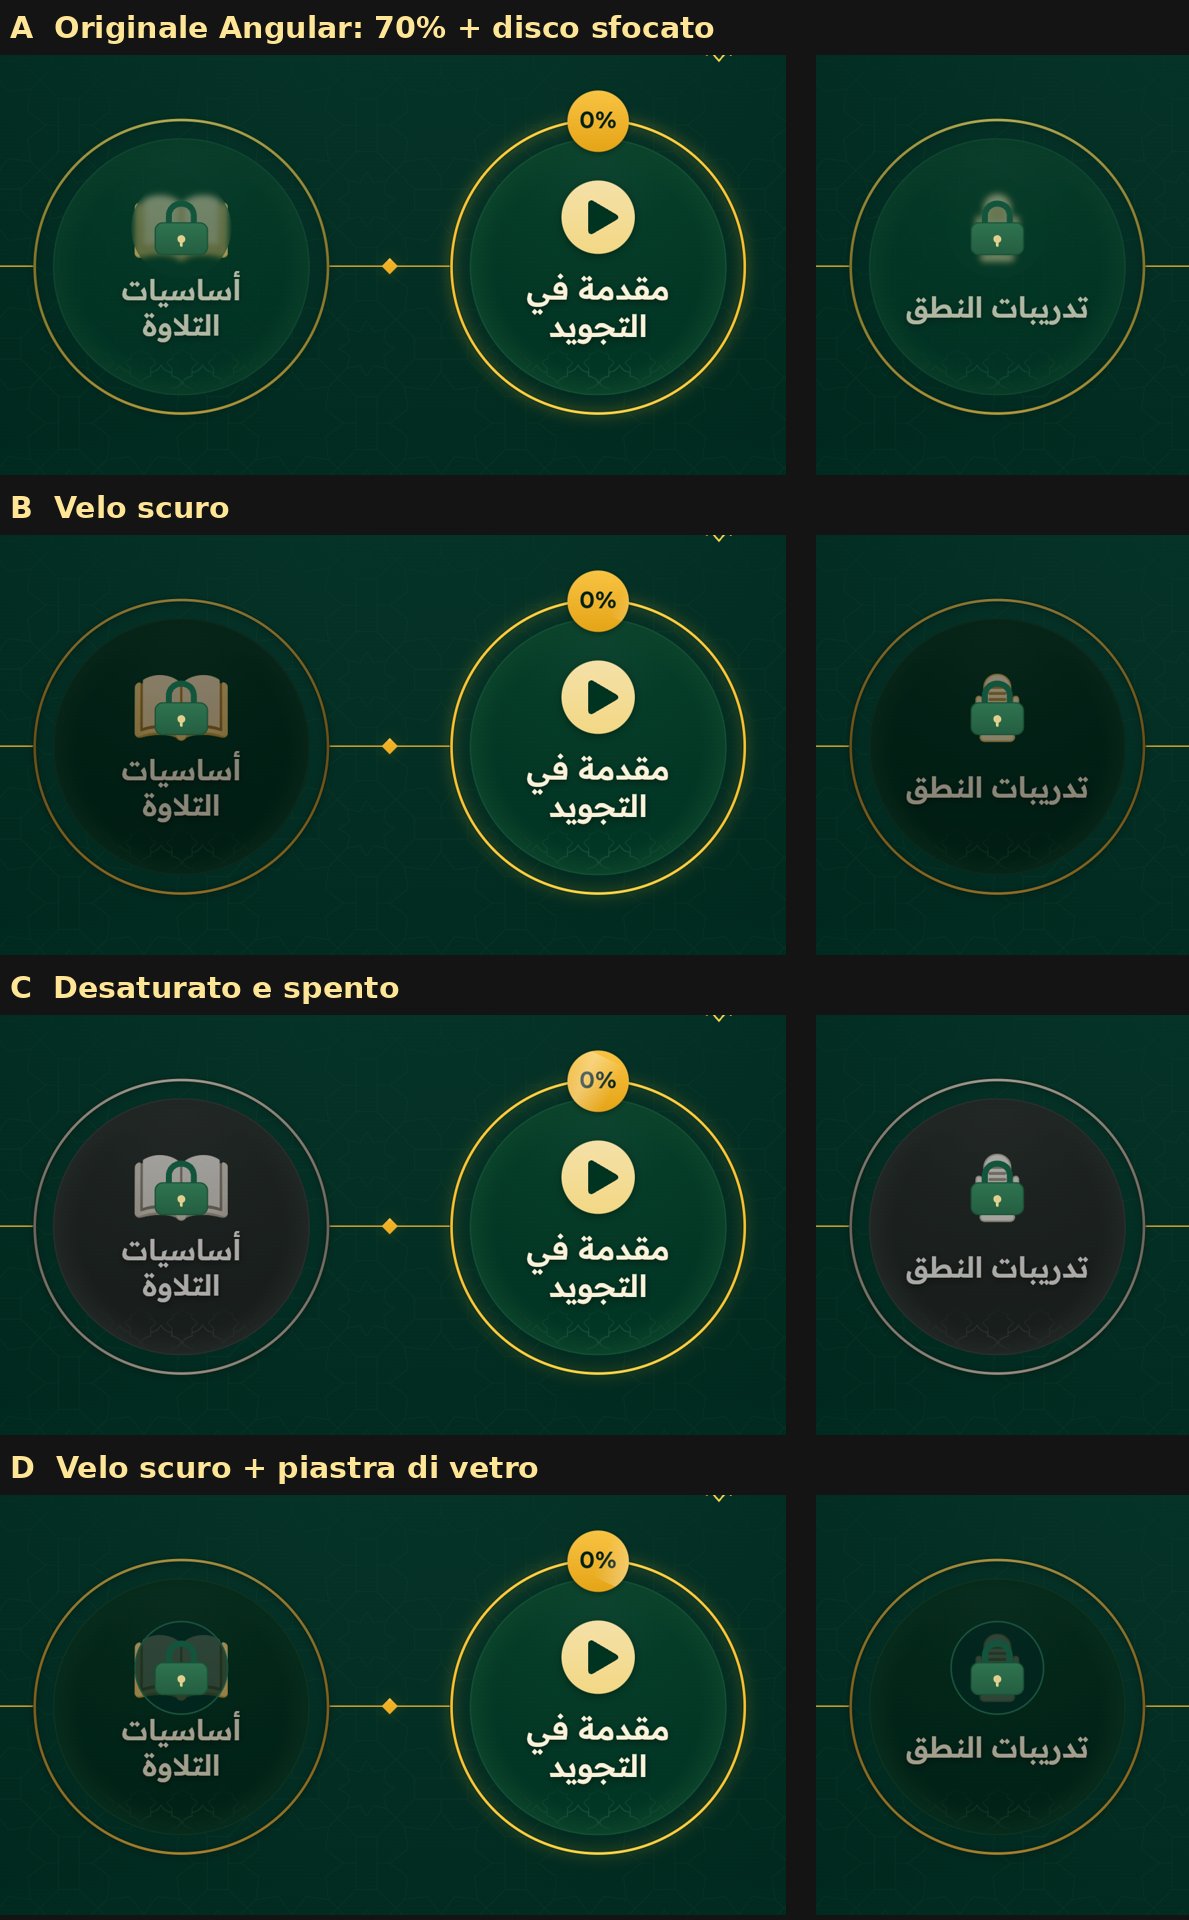 A Originale Angular: 70% + disco sfocato
0%
أساسيات
التلاوة
مقدمة في
التجويد
تدريبات النطق
B Velo scuro
0%
أساسيات
التلاوة
مقدمة في
التجويد
تدريبات النطق
C Desaturato e spento
0%
أساسيات
التلاوة
مقدمة في
التجويد
تدريبات النطق
D Velo scuro + piastra di vetro
0%
أساسيات
التلاوة
مقدمة في
التجويد
تدريبات النطق